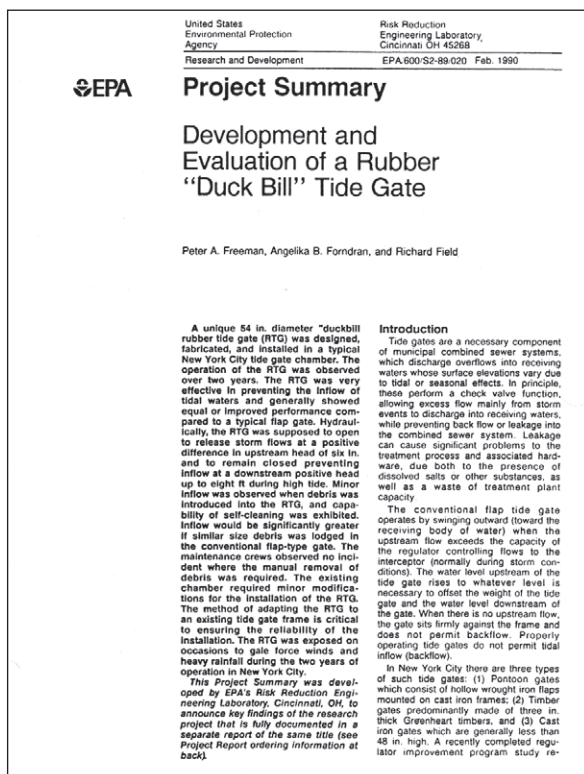 United States
Environmental Protection
Agency
Risk Reduction
Engineering Laboratory
Cincinnati OH 45268
Research and Development
EPA/600/S2-89/020 Feb. 1990
EPA
Project Summary
Development and
Evaluation of a Rubber
"Duck Bill" Tide Gate
Peter A. Freeman, Angelika B. Forndran, and Richard Field
A unique 54 in. diameter "duckbill
rubber tide gate (RTG) was designed,
fabricated, and installed in a typical
New York City tide gate chamber. The
operation of the RTG was observed
over two years. The RTG was very
effective in preventing the inflow of
tidal waters and generally showed
equal or improved performance com-
pared to a typical flap gate. Hydraul-
ically, the RTG was supposed to open
to release storm flows at a positive
difference in upstream head of six in.
and to remain closed preventing
inflow at a downstream positive head
up to eight ft during high tide. Minor
inflow was observed when debris was
introduced into the RTG, and capa-
bility of self-cleaning was exhibited.
Inflow would be significantly greater
if similar size debris was lodged in
the conventional flap-type gate. The
maintenance crews observed no inci-
dent where the manual removal of
debris was required. The existing
chamber required minor modifica-
tions for the installation of the RTG.
The method of adapting the RTG to
an existing tide gate frame is critical
to ensuring the reliability of the
installation. The RTG was exposed on
occasions to gale force winds and
heavy rainfall during the two years of
operation in New York City.
This Project Summary was devel-
oped by EPA's Risk Reduction Engi-
neering Laboratory, Cincinnati, OH, to
announce key findings of the research
project that is fully documented in a
separate report of the same title (see
Project Report ordering information at
back).
Introduction
Tide gates are a necessary component
of municipal combined sewer systems,
which discharge overflows into receiving
waters whose surface elevations vary due
to tidal or seasonal effects. In principle,
these perform a check valve function,
allowing excess flow mainly from storm
events to discharge into receiving waters,
while preventing back flow or leakage into
the combined sewer system. Leakage
can cause significant problems to the
treatment process and associated hard-
ware, due both to the presence of
dissolved salts or other substances, as
well as a waste of treatment plant
capacity
The conventional flap tide gate
operates by swinging outward (toward the
receiving body of water) when the
upstream flow exceeds the capacity of
the regulator controlling flows to the
interceptor (normally during storm con-
ditions). The water level upstream of the
tide gate rises to whatever level is
necessary to offset the weight of the tide
gate and the water level downstream of
the gate. When there is no upstream flow,
the gate sits firmly against the frame and
does not permit backflow. Properly
operating tide gates do not permit tidal
inflow (backflow).
In New York City there are three types
of such tide gates: (1) Pontoon gates
which consist of hollow wrought iron flaps
mounted on cast iron frames; (2) Timber
gates predominantly made of three in.
thick Greenheart timbers, and (3) Cast
iron gates which are generally less than
48 in. high. A recently completed regu-
lator improvement program study re-